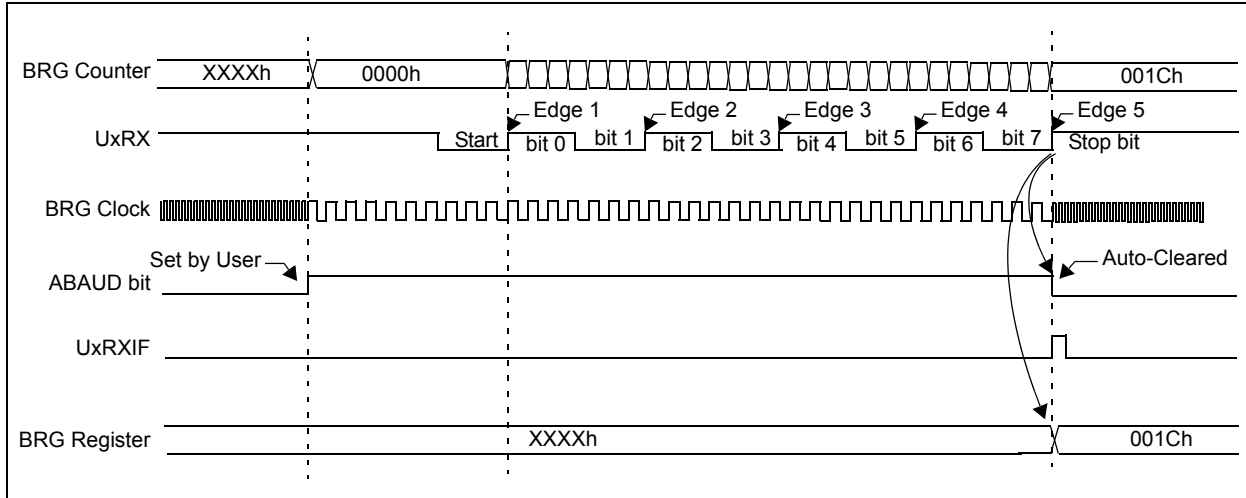 BRG Counter XXXXh 0000h 001Ch
Edge 1 Edge 2 Edge 3 Edge 4 Edge 5
UxRX Start bit 0 bit 1 bit 2 bit 3 bit 4 bit 5 bit 6 bit 7 Stop bit
BRG Clock
Set by User Auto-Cleared
ABAUD bit
UxRXIF
BRG Register XXXXh 001Ch